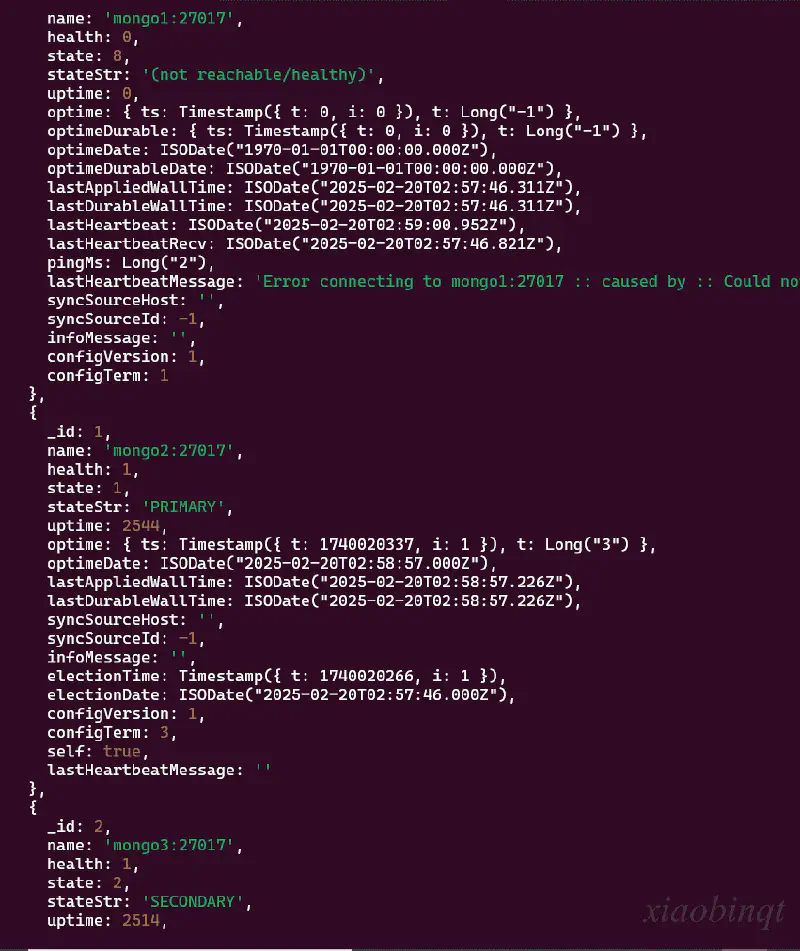 name: 'mongo1:27017',
health: 0,
state: 8,
stateStr: '(not reachable/healthy)',
uptime: 0,
optime: { ts: Timestamp({ t: 0, i: 0 }), t: Long("-1") },
optimeDurable: { ts: Timestamp({ t: 0, i: 0 }), t: Long("-1") },
optimeDate: ISODate("1970-01-01T00:00:00.000Z"),
optimeDurableDate: ISODate("1970-01-01T00:00:00.000Z"),
lastAppliedWallTime: ISODate("2025-02-20T02:57:46.311Z"),
lastDurableWallTime: ISODate("2025-02-20T02:57:46.311Z"),
lastHeartbeat: ISODate("2025-02-20T02:59:00.952Z"),
lastHeartbeatRecv: ISODate("2025-02-20T02:57:46.821Z"),
pingMs: Long("2"),
lastHeartbeatMessage: 'Error connecting to mongo1:27017 :: caused by :: Could no
syncSourceHost: '',
syncSourceId: -1,
infoMessage: '',
configVersion: 1,
configTerm: 1
},
{
_id: 1,
name: 'mongo2:27017',
health: 1,
state: 1,
stateStr: 'PRIMARY',
uptime: 2544,
optime: { ts: Timestamp({ t: 1740020337, i: 1 }), t: Long("3") },
optimeDate: ISODate("2025-02-20T02:58:57.000Z"),
lastAppliedWallTime: ISODate("2025-02-20T02:58:57.226Z"),
lastDurableWallTime: ISODate("2025-02-20T02:58:57.226Z"),
syncSourceHost: '',
syncSourceId: -1,
infoMessage: '',
electionTime: Timestamp({ t: 1740020266, i: 1 }),
electionDate: ISODate("2025-02-20T02:57:46.000Z"),
configVersion: 1,
configTerm: 3,
self: true,
lastHeartbeatMessage: ''
},
{
_id: 2,
name: 'mongo3:27017',
health: 1,
state: 2,
stateStr: 'SECONDARY',
uptime: 2514,
xiaobinqt